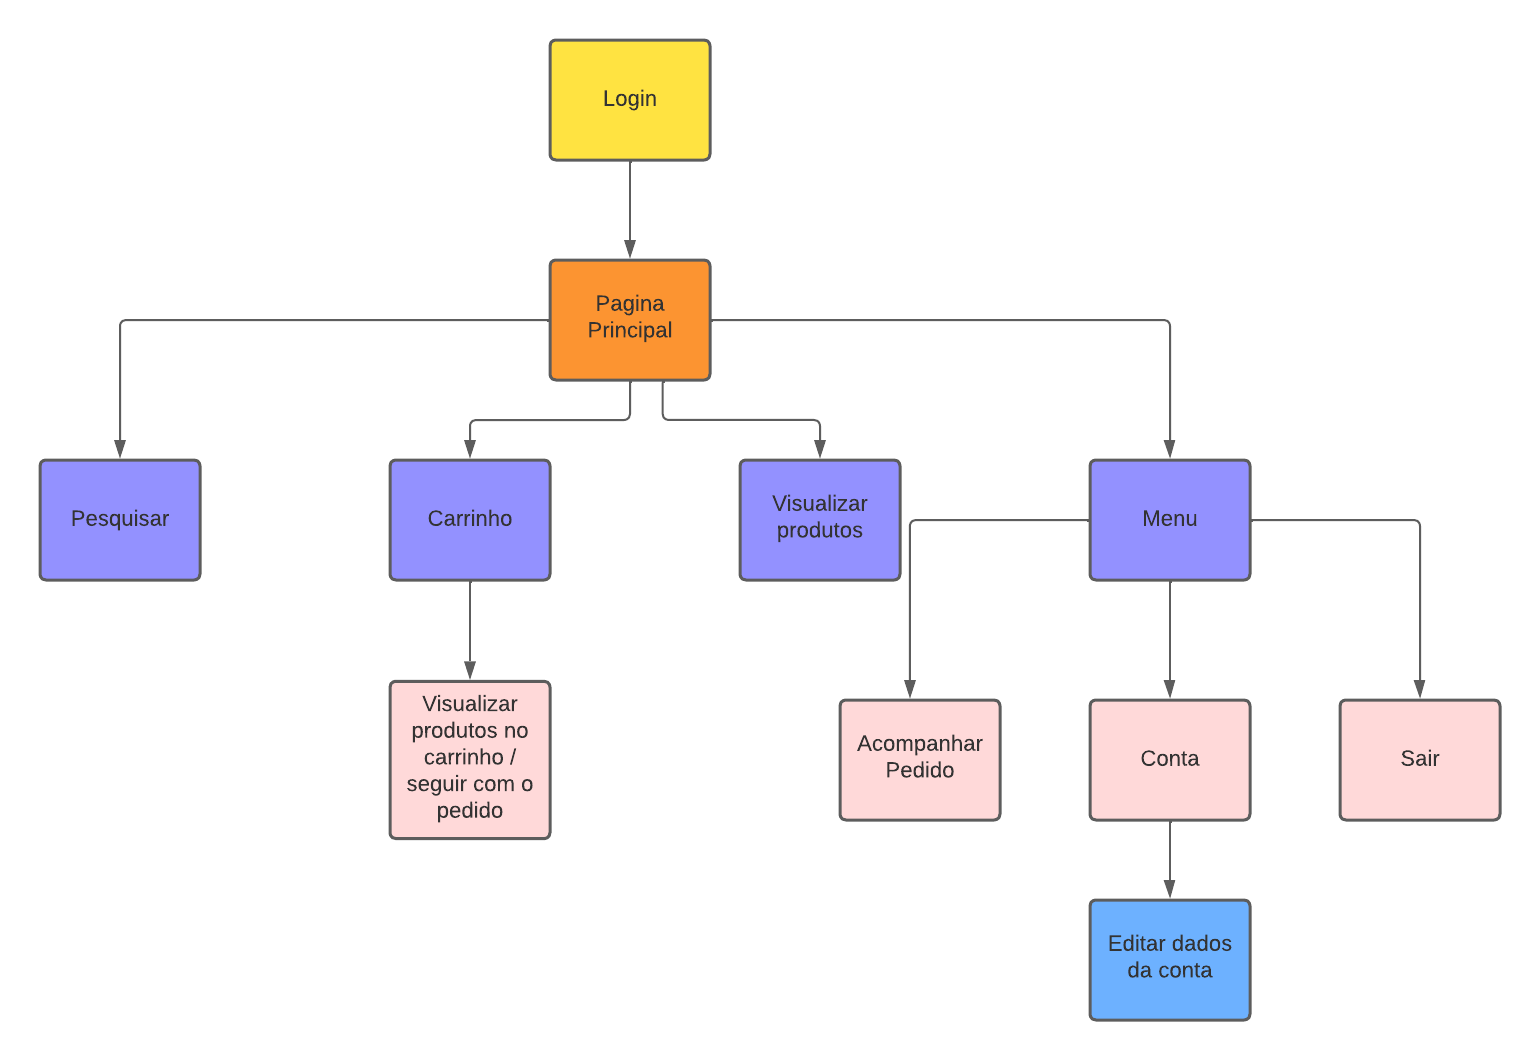 Login
Pagina
Principal
Pesquisar
Carrinho
Visualizar
produtos
Menu
Visualizar
produtos no
carrinho /
seguir com o
pedido
Acompanhar
Pedido
Conta
Sair
Editar dados
da conta